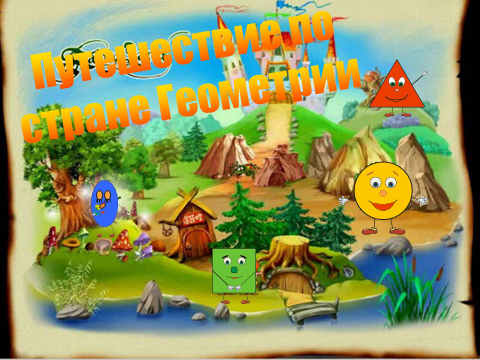 Путешествие по
стране Геометрии